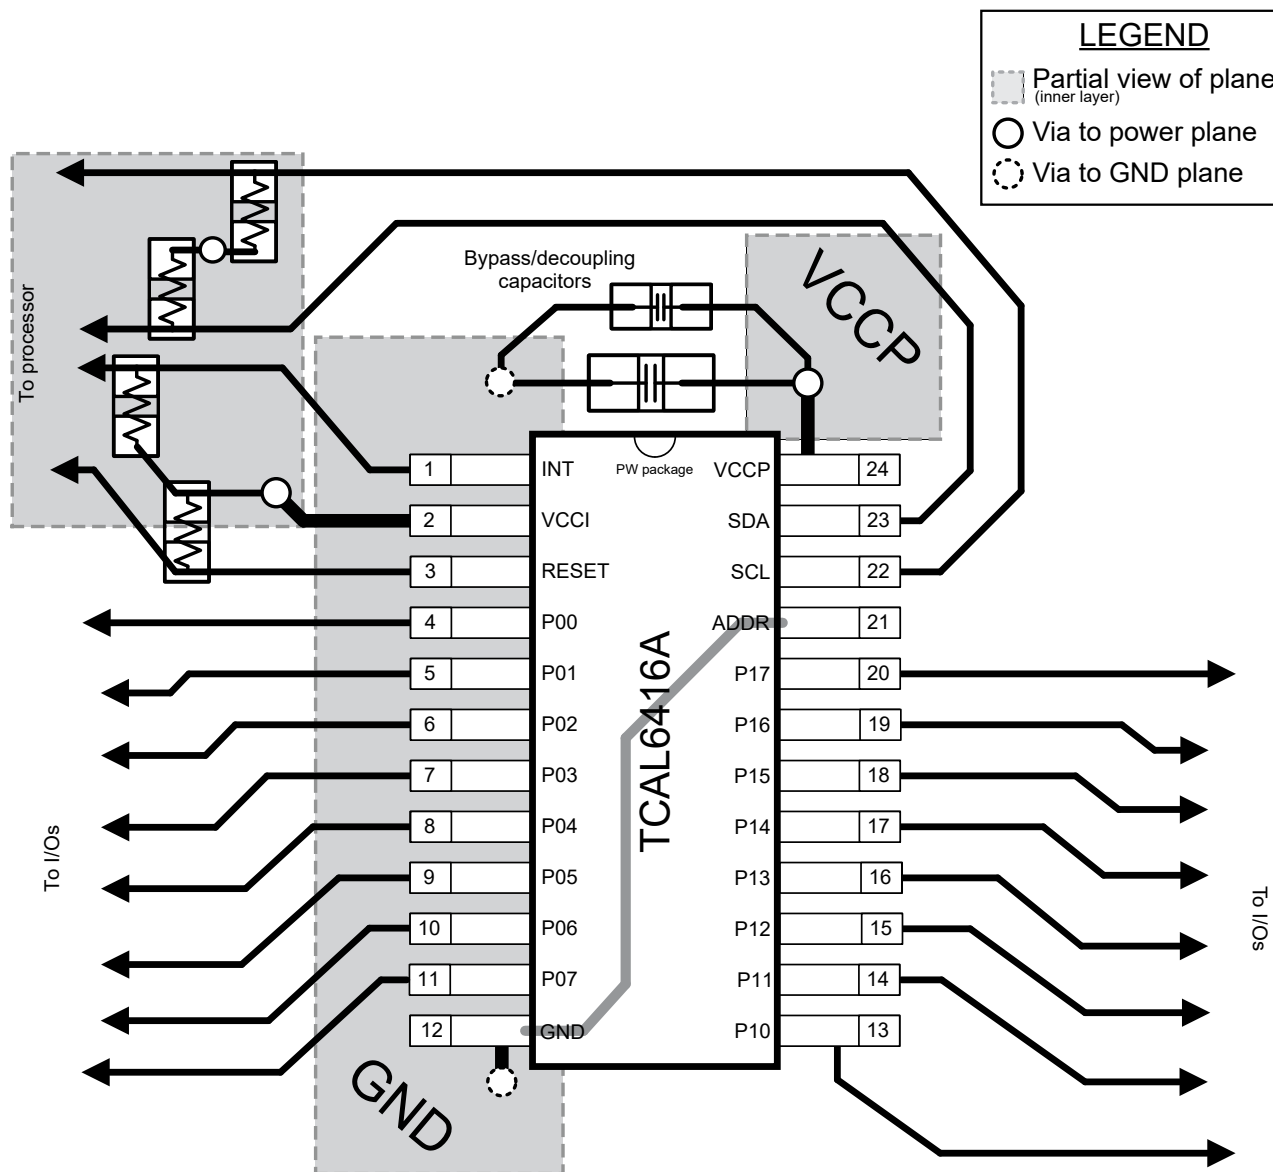 LEGEND
Partial view of plane
(inner layer)
Via to power plane
Via to GND plane
Bypass/decoupling
capacitors
VCCP
To processor
PW package
1 INT VCCP 24
2 VCCI SDA 23
3 RESET SCL 22
4 P00 ADDR 21
5 P01 P17 20
6 P02 P16 19
7 P03 P15 18
8 P04 P14 17
9 P05 P13 16
10 P06 P12 15
11 P07 P11 14
12 GND P10 13
TCAL6416A
To I/Os
To I/Os
GND